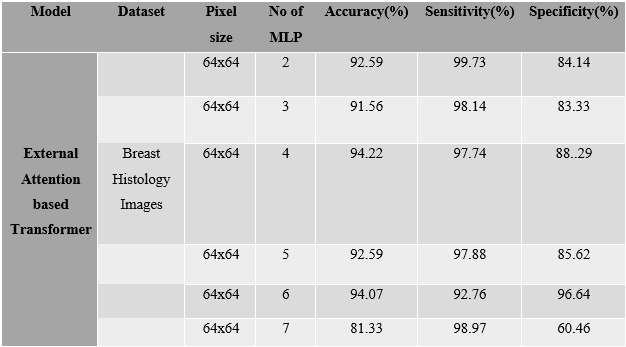 Model Dataset Pixel size No of MLP Accuracy(%) Sensitivity(%) Specificity(%)
External Attention based Transformer
Breast Histology Images
64x64 2 92.59 99.73 84.14
64x64 3 91.56 98.14 83.33
64x64 4 94.22 97.74 88..29
64x64 5 92.59 97.88 85.62
64x64 6 94.07 92.76 96.64
64x64 7 81.33 98.97 60.46